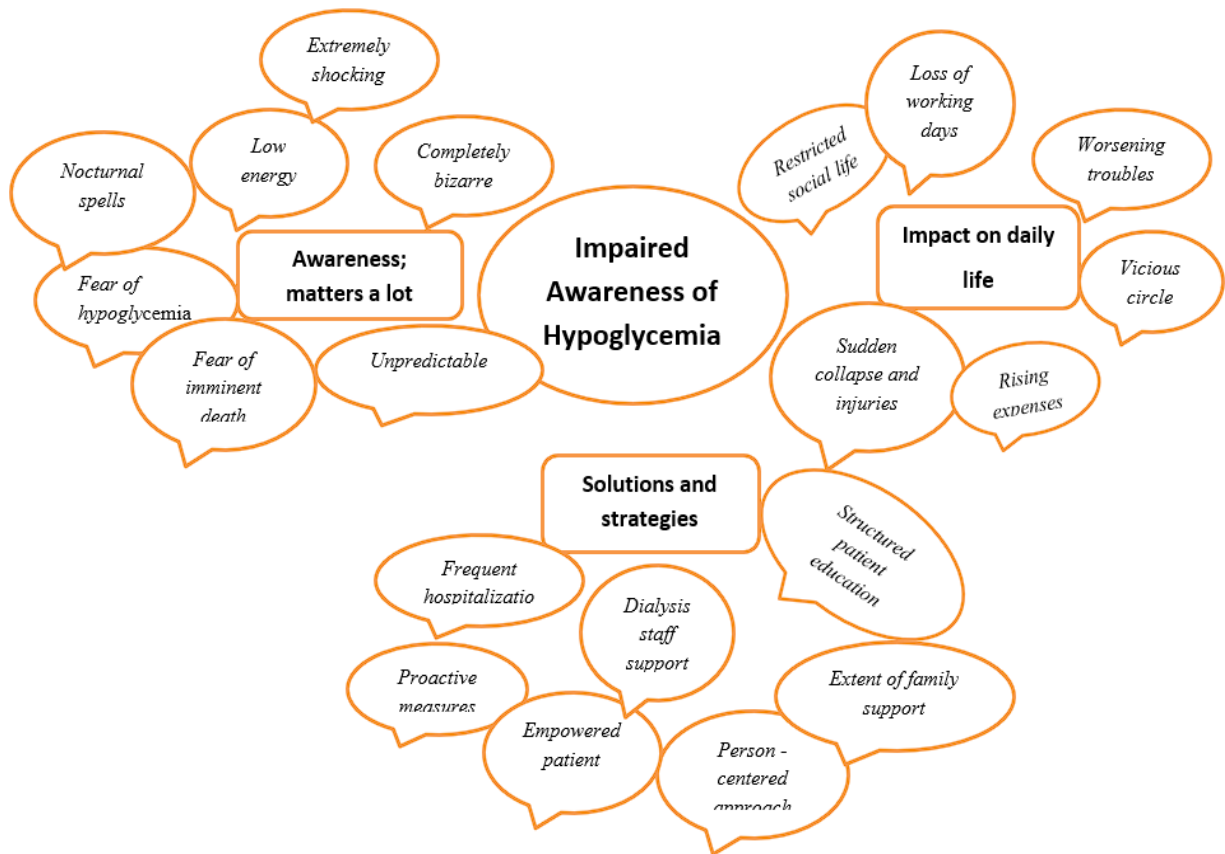 Extremely
shocking
Low
energy
Completely
bizarre
Nocturnal
spells
Awareness;
matters a lot
Fear of
hypoglycemia
Fear of
imminent
death
Unpredictable
Impaired
Awareness of
Hypoglycemia
Restricted
social life
Loss of
working
days
Worsening
troubles
Impact on daily
life
Vicious
circle
Sudden
collapse and
injuries
Rising
expenses
Solutions and
strategies
Structured
patient
education
Frequent
hospitalizatio
Dialysis
staff
support
Proactive
measures
Empowered
patient
Person -
centered
approach
Extent of family
support